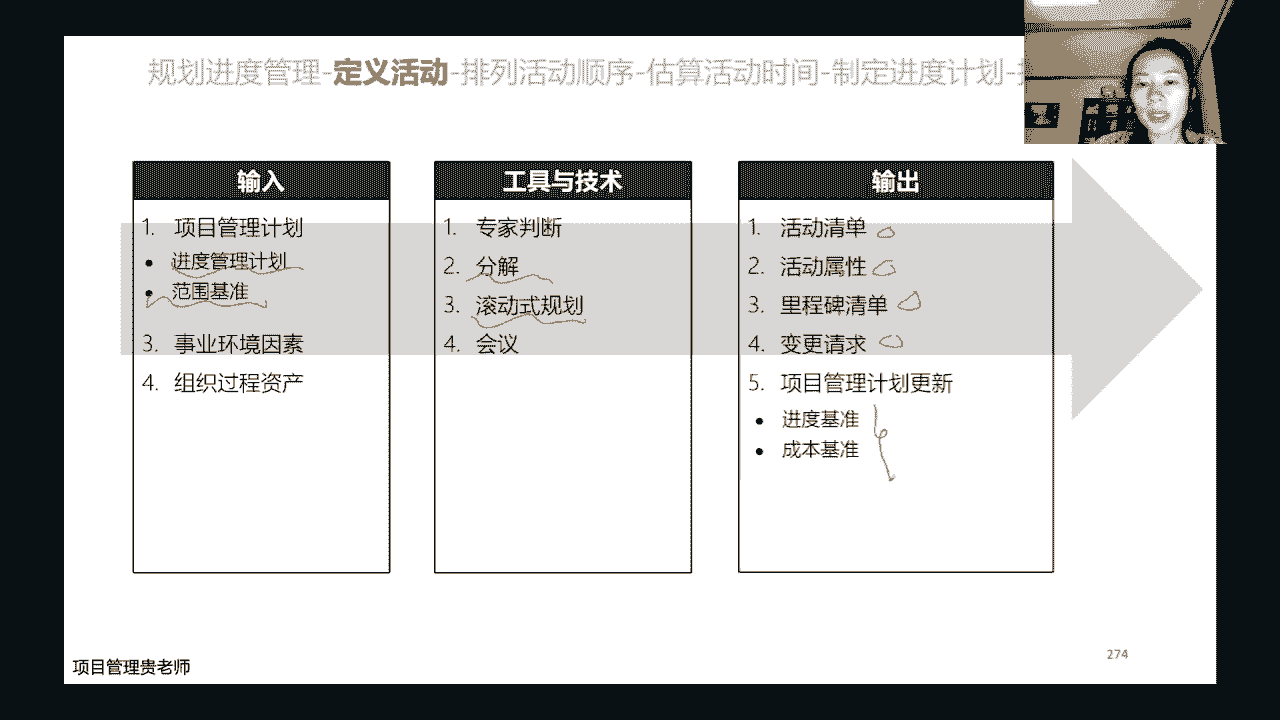 规划进度管理-定义活动-排列活动顺序-估算活动时间-制定进度计划-
输入
1. 项目管理计划
• 进度管理计划
• 范围基准
3. 事业环境因素
4. 组织过程资产
工具与技术
1. 专家判断
2. 分解
3. 滚动式规划
4. 会议
输出
1. 活动清单
2. 活动属性
3. 里程碑清单
4. 变更请求
5. 项目管理计划更新
• 进度基准
• 成本基准
项目管理贵老师
274